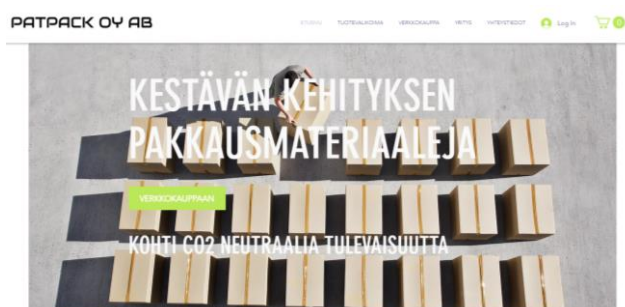 PATPACK OY AB
ETUSIVU TUOTEVALIKOIMA VERKKOKAUPPA YRITYS YHTEYSTIEDOT Log In 0
KESTÄVÄN KEHITYKSEN
PAKKAUSMATERIAALEJA
VERKKOKAUPPAAN
KOHTI CO2 NEUTRAALIA TULEVAISUUTTA